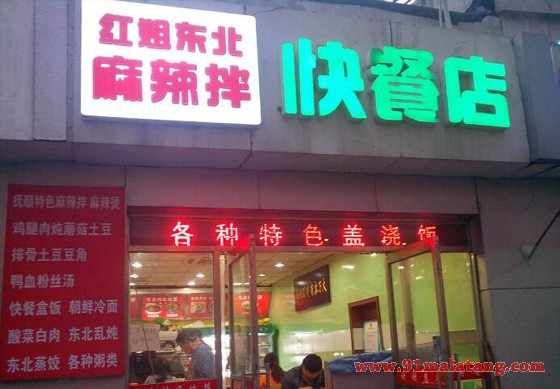 红姐东北
麻辣拌
快餐店
抚顺特色麻辣拌 麻辣烫
鸡腿肉炖蘑菇土豆
排骨土豆豆角
鸭血粉丝汤
快餐盒饭 朝鲜冷面
酸菜白肉 东北乱炖
东北蒸饺 各种粥类
各种特色盖浇饭
www.91malatang.com